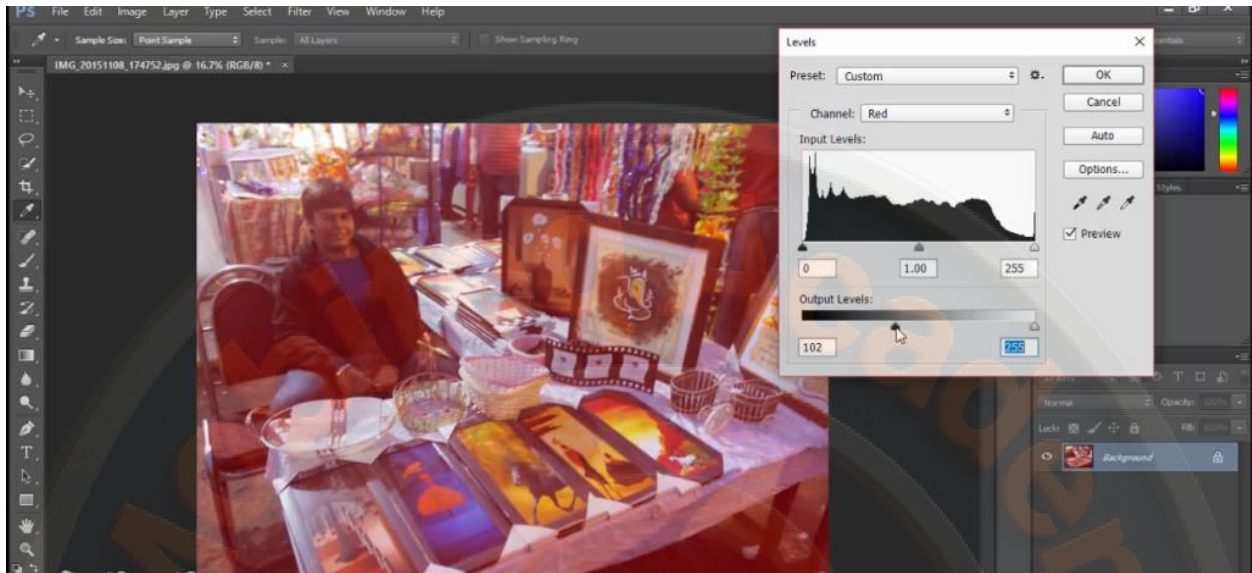 PS File Edit Image Layer Type Select Filter View Window Help
Sample Size: Point Sample Sample: All Layers Show Sampling Ring
IMG_20151108_174752.jpg @ 16.7% (RGB/8) * ×
Levels
Preset: Custom
OK
Channel: Red
Cancel
Input Levels:
Auto
Options...
Styles
Preview
0 1.00 255
Output Levels:
102 255
Normal Opacity: 100%
Lock: Fill: 100%
Background